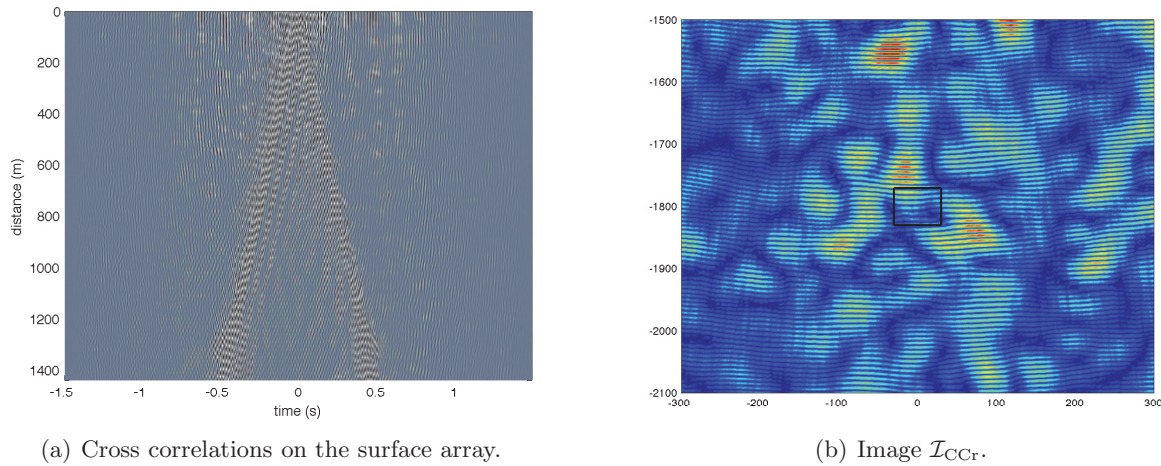 0
200
400
600
800
1000
1200
1400
distance (m)
-1.5 -1 -0.5 0 0.5 1
time (s)
(a) Cross correlations on the surface array.
-1500
-1600
-1700
-1800
-1900
-2000
-2100
-300 -200 -100 0 100 200 300
(b) Image 𝓘CCr.